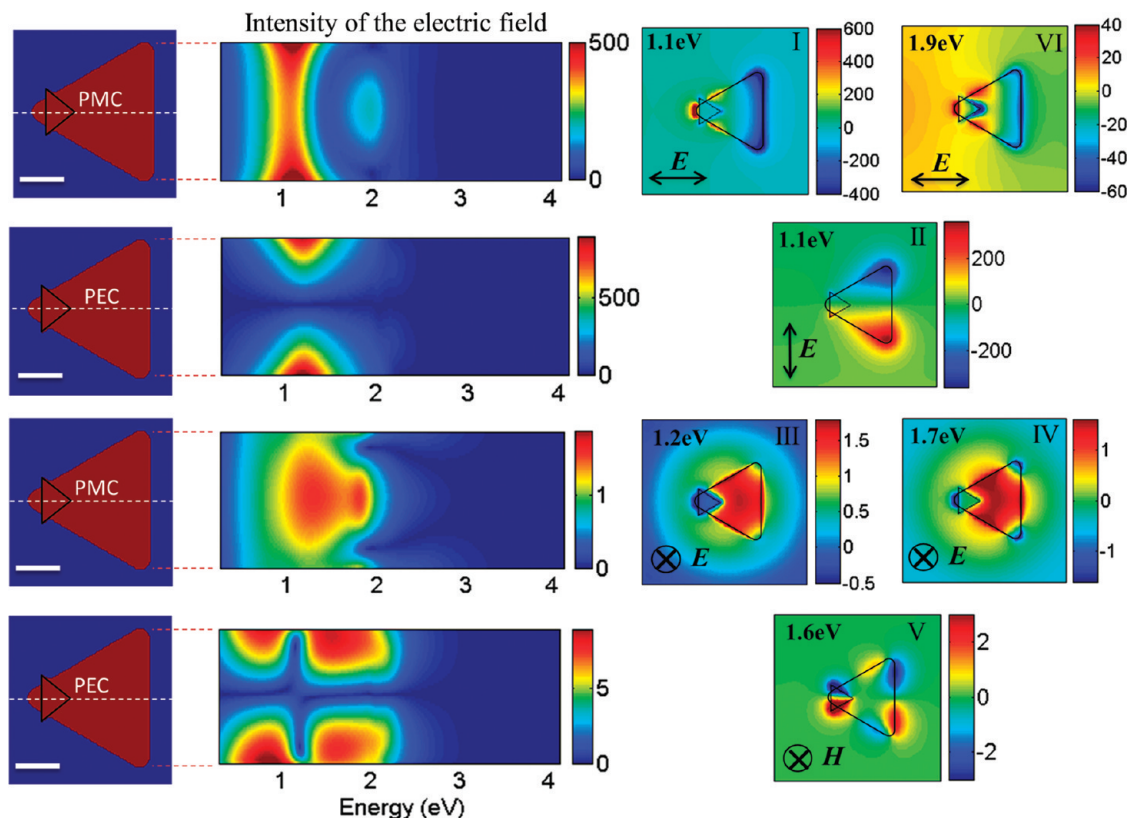 Intensity of the electric field
PMC
500
0
1 2 3 4
1.1eV
I
E
600
400
200
0
-200
-400
1.9eV
VI
E
40
20
0
-20
-40
-60
PEC
500
0
1 2 3 4
1.1eV
II
E
200
0
-200
PMC
1
0
1 2 3 4
1.2eV
III
E
1.5
1
0.5
0
-0.5
1.7eV
IV
E
1
0
-1
PEC
5
0
1 2 3 4
Energy (eV)
1.6eV
V
H
2
0
-2